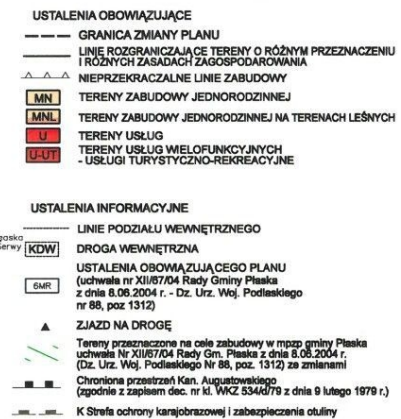 USTALENIA OBOWIĄZUJĄCE
GRANICA ZMIANY PLANU
LINIE ROZGRANICZAJĄCE TERENY O RÓŻNYM PRZEZNACZENIU
I RÓŻNYCH ZASADACH ZAGOSPODAROWANIA
NIEPRZEKRACZALNE LINIE ZABUDOWY
MN TERENY ZABUDOWY JEDNORODZINNEJ
MNL TERENY ZABUDOWY JEDNORODZINNEJ NA TERENACH LEŚNYCH
U TERENY USŁUG
U-UT TERENY USŁUG WIELOFUNKCYJNYCH
- USŁUGI TURYSTYCZNO-REKREACYJNE
USTALENIA INFORMACYJNE
LINIE PODZIAŁU WEWNĘTRZNEGO
KDW DROGA WEWNĘTRZNA
USTALENIA OBOWIĄZUJĄCEGO PLANU
6MR (uchwała nr XII/67/04 Rady Gminy Płaska
z dnia 8.06.2004 r. - Dz. Urz. Woj. Podlaskiego
nr 88, poz 1312)
ZJAZD NA DROGĘ
Tereny przeznaczone na cele zabudowy w mpzp gminy Płaska
uchwała Nr XII/67/04 Rady Gm. Płaska z dnia 8.06.2004 r.
(Dz. Urz. Woj. Podlaskiego Nr 88, poz. 1312) ze zmianami
Chroniona przestrzeń Kan. Augustowskiego
(zgodnie z zapisem dec. nr kl. WKZ 534/d/79 z dnia 9 lutego 1979 r.)
K Strefa ochrony karajobrazowej i zabezpieczenia otuliny